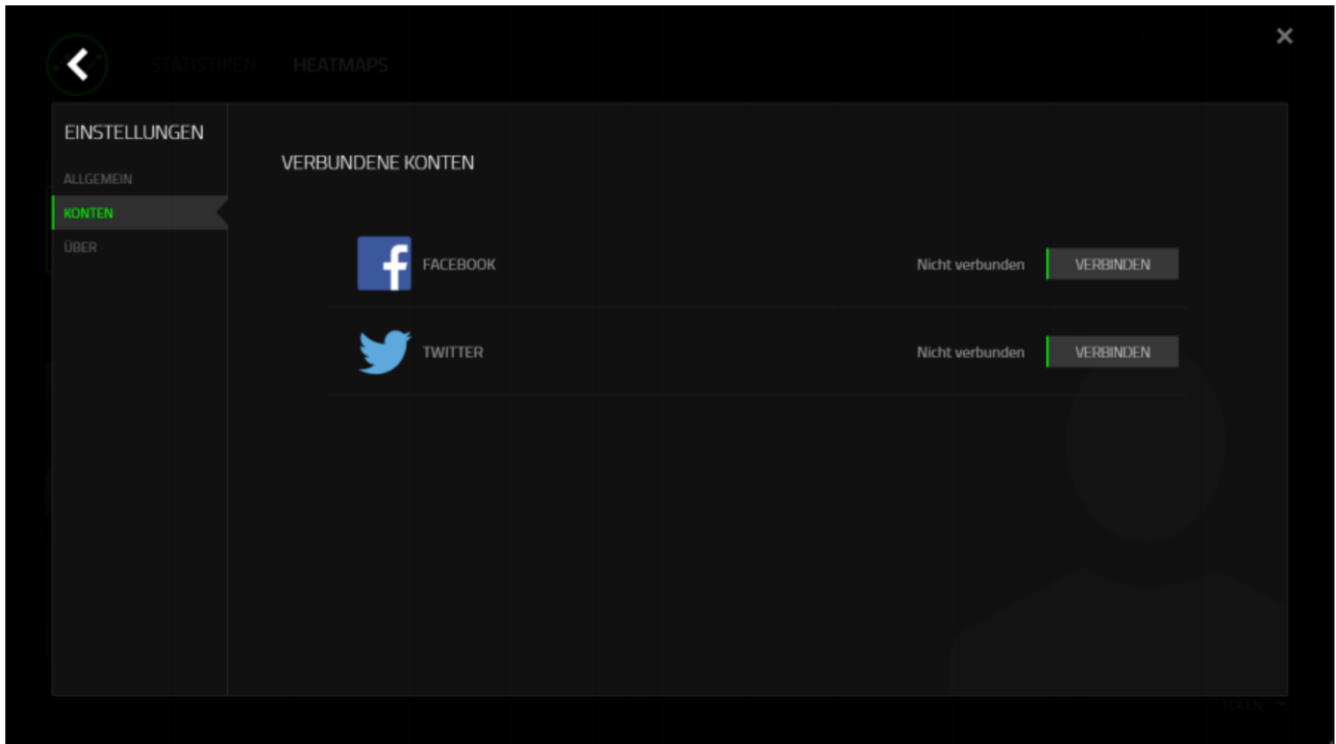 STATISTIKEN HEATMAPS
EINSTELLUNGEN
ALLGEMEIN
KONTEN
ÜBER
VERBUNDENE KONTEN
FACEBOOK Nicht verbunden VERBINDEN
TWITTER Nicht verbunden VERBINDEN